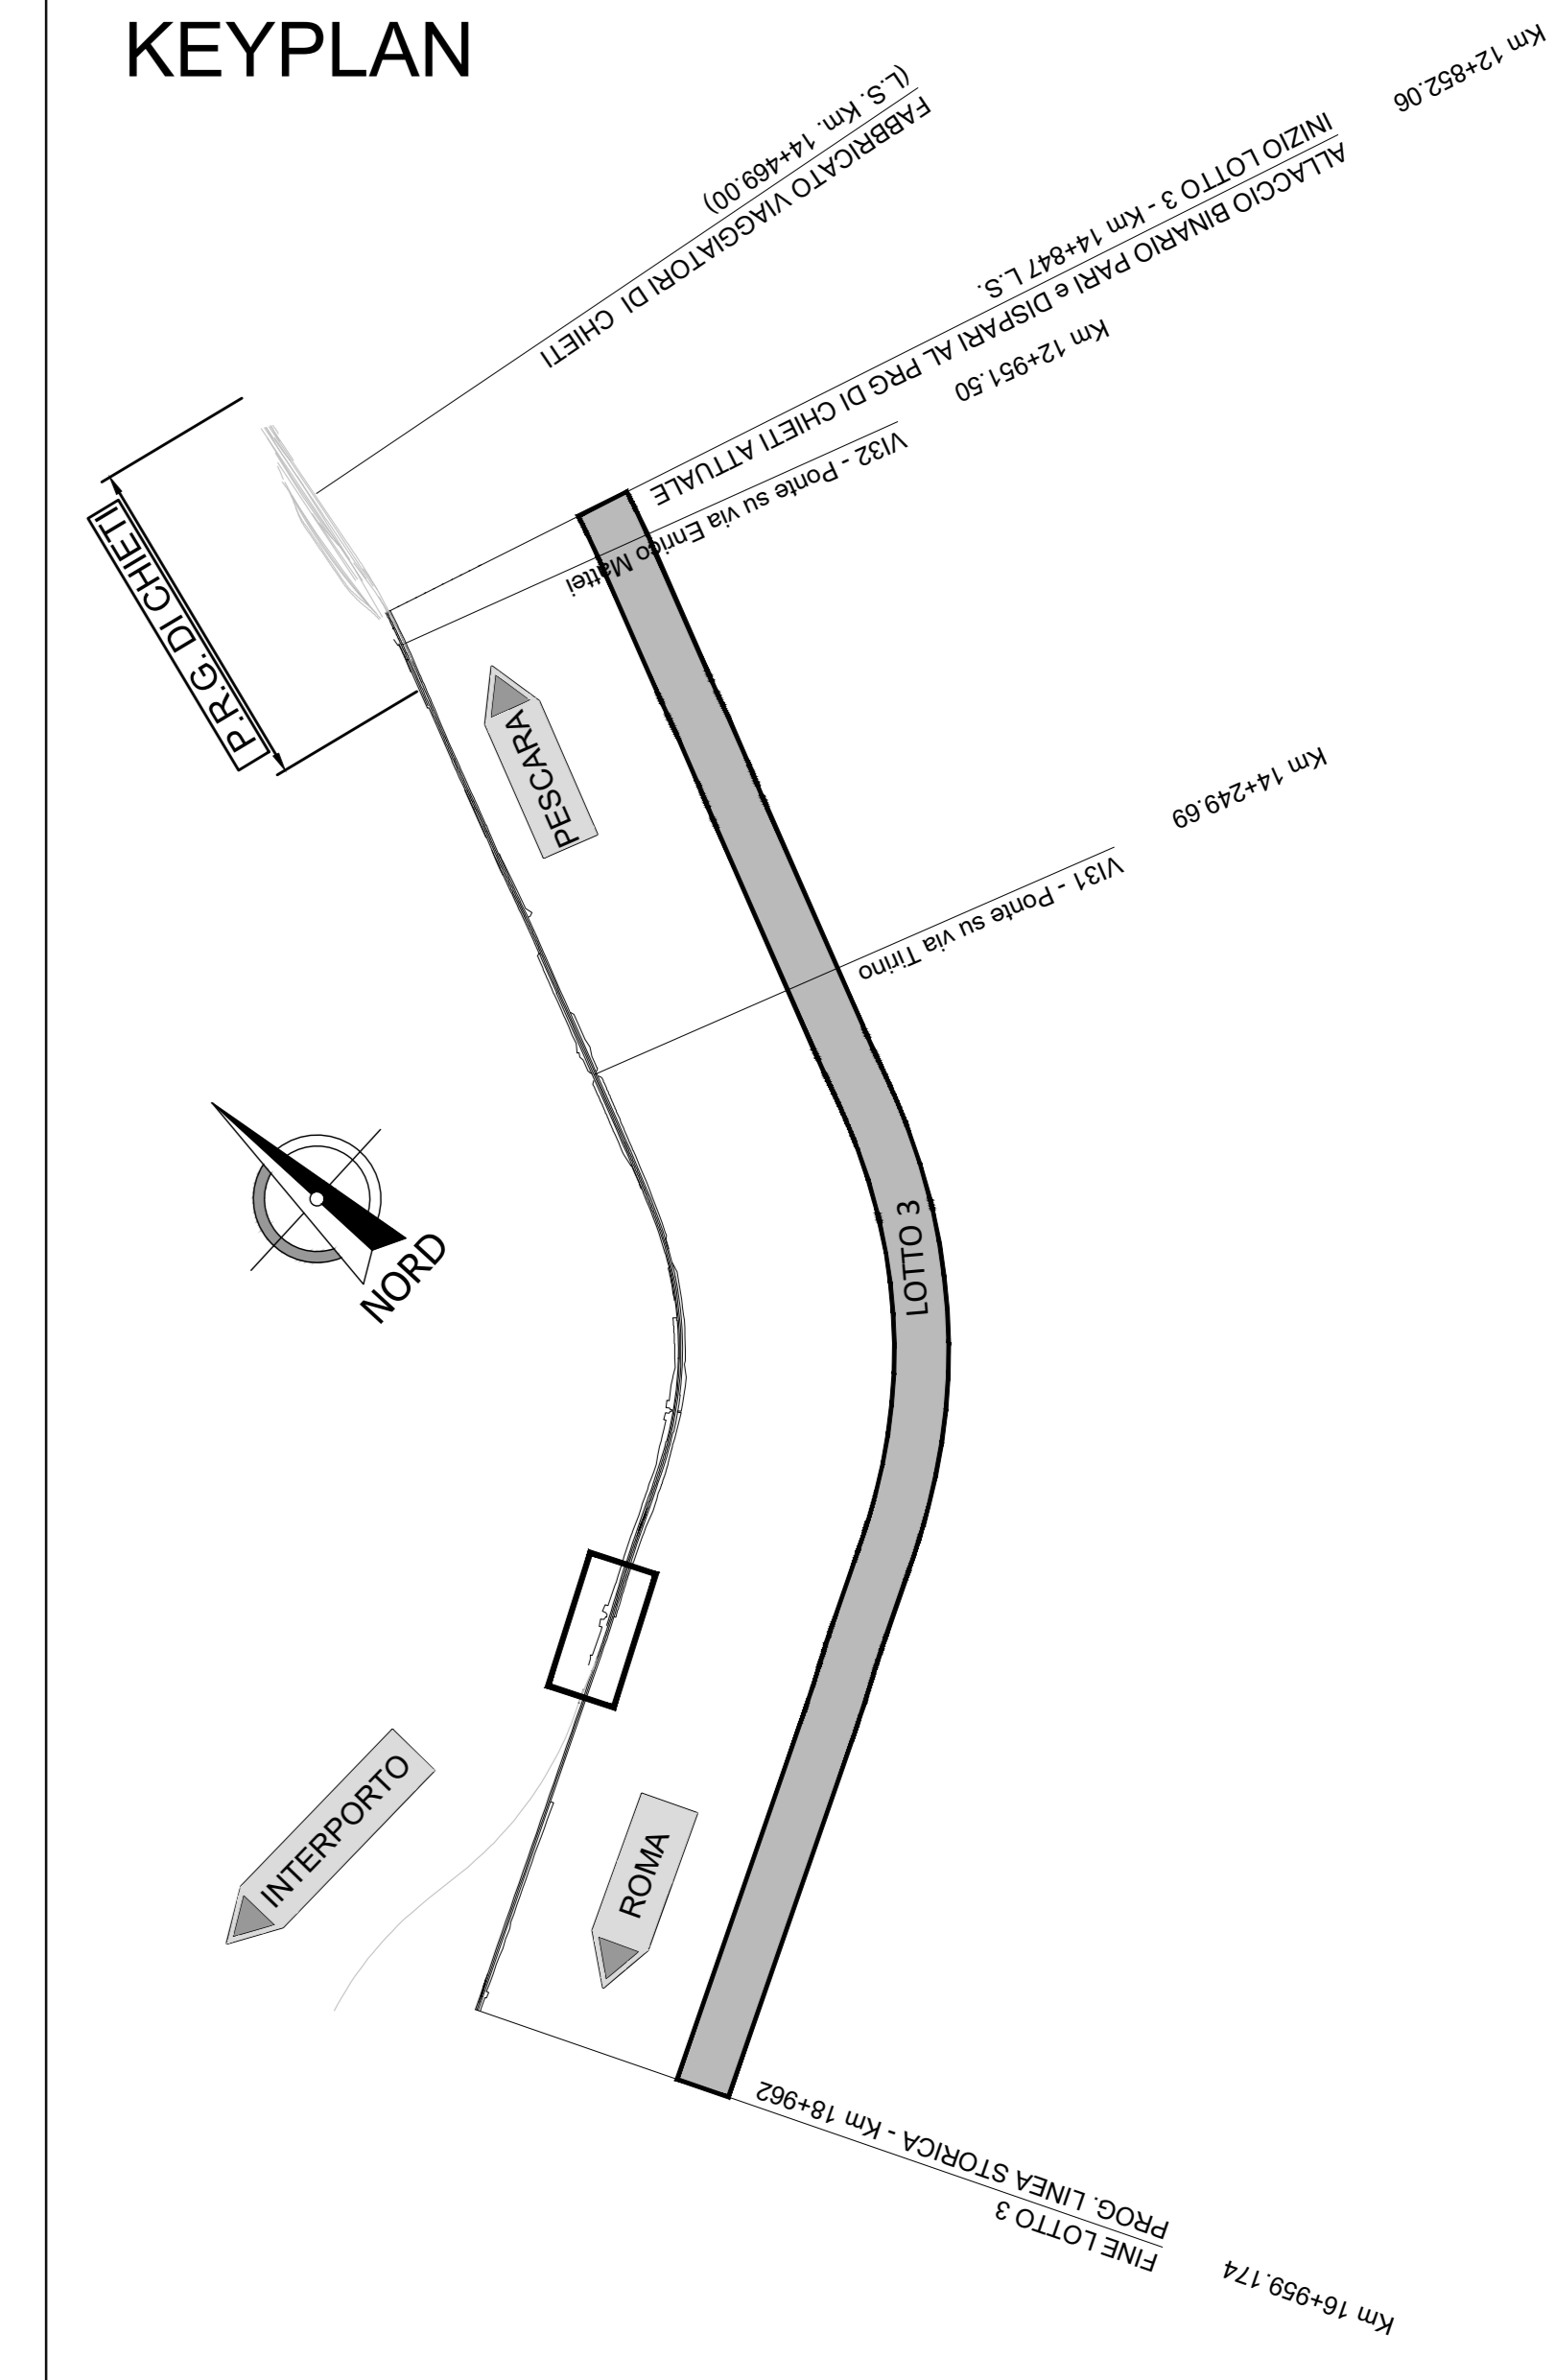 KEYPLAN
Km 12+852.06
FABBRICATO VIAGGIATORI DI CHIETI
(L.S. Km. 14+469.00)
ALLACCIO BINARIO PARI e DISPARI AL PRG DI CHIETI ATTUALE
INIZIO LOTTO 3 - Km 14+847 L.S.
Km 12+951.50
VI32 - Ponte su via Enrico Mattei
P.R.G. DI CHIETI
PESCARA
Km 14+249.69
VI31 - Ponte su via Tirino
NORD
LOTTO 3
INTERPORTO
ROMA
FINE LOTTO 3
PROG. LINEA STORICA - Km 18+962
Km 16+959.174